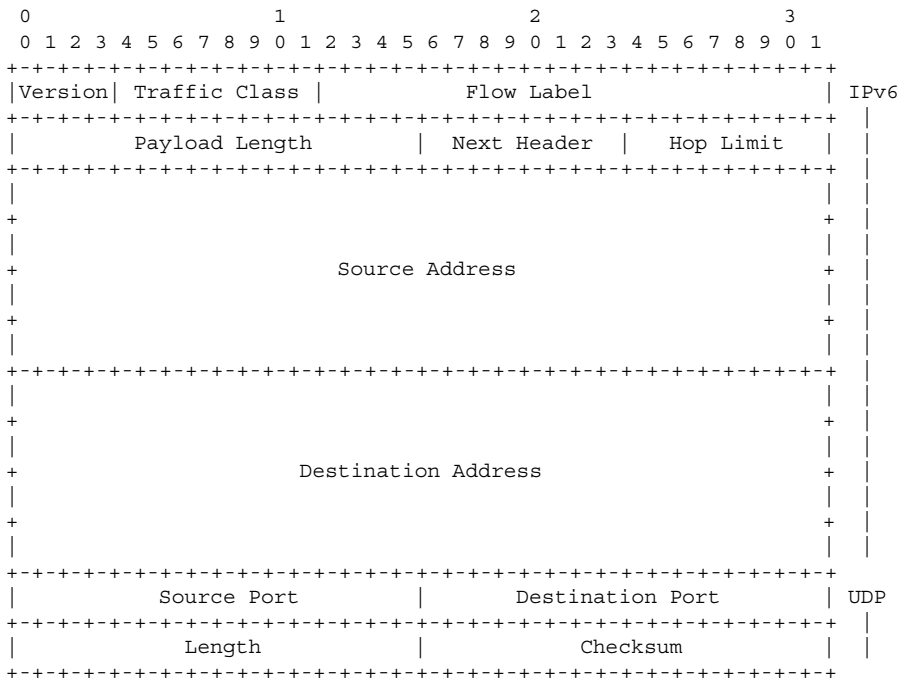 0                   1                   2                   3
0 1 2 3 4 5 6 7 8 9 0 1 2 3 4 5 6 7 8 9 0 1 2 3 4 5 6 7 8 9 0 1
+-+-+-+-+-+-+-+-+-+-+-+-+-+-+-+-+-+-+-+-+-+-+-+-+-+-+-+-+-+-+-+-+
|Version| Traffic Class |           Flow Label                  | IPv6
+-+-+-+-+-+-+-+-+-+-+-+-+-+-+-+-+-+-+-+-+-+-+-+-+-+-+-+-+-+-+-+-+  |
|         Payload Length        |  Next Header  |   Hop Limit   |  |
+-+-+-+-+-+-+-+-+-+-+-+-+-+-+-+-+-+-+-+-+-+-+-+-+-+-+-+-+-+-+-+-+  |
|                                                               |  |
+                                                               +  |
|                                                               |  |
+                         Source Address                        +  |
|                                                               |  |
+                                                               +  |
|                                                               |  |
+-+-+-+-+-+-+-+-+-+-+-+-+-+-+-+-+-+-+-+-+-+-+-+-+-+-+-+-+-+-+-+-+  |
|                                                               |  |
+                                                               +  |
|                                                               |  |
+                      Destination Address                      +  |
|                                                               |  |
+                                                               +  |
|                                                               |  |
+-+-+-+-+-+-+-+-+-+-+-+-+-+-+-+-+-+-+-+-+-+-+-+-+-+-+-+-+-+-+-+-+
|           Source Port         |       Destination Port        | UDP
+-+-+-+-+-+-+-+-+-+-+-+-+-+-+-+-+-+-+-+-+-+-+-+-+-+-+-+-+-+-+-+-+  |
|             Length            |            Checksum           |  |
+-+-+-+-+-+-+-+-+-+-+-+-+-+-+-+-+-+-+-+-+-+-+-+-+-+-+-+-+-+-+-+-+